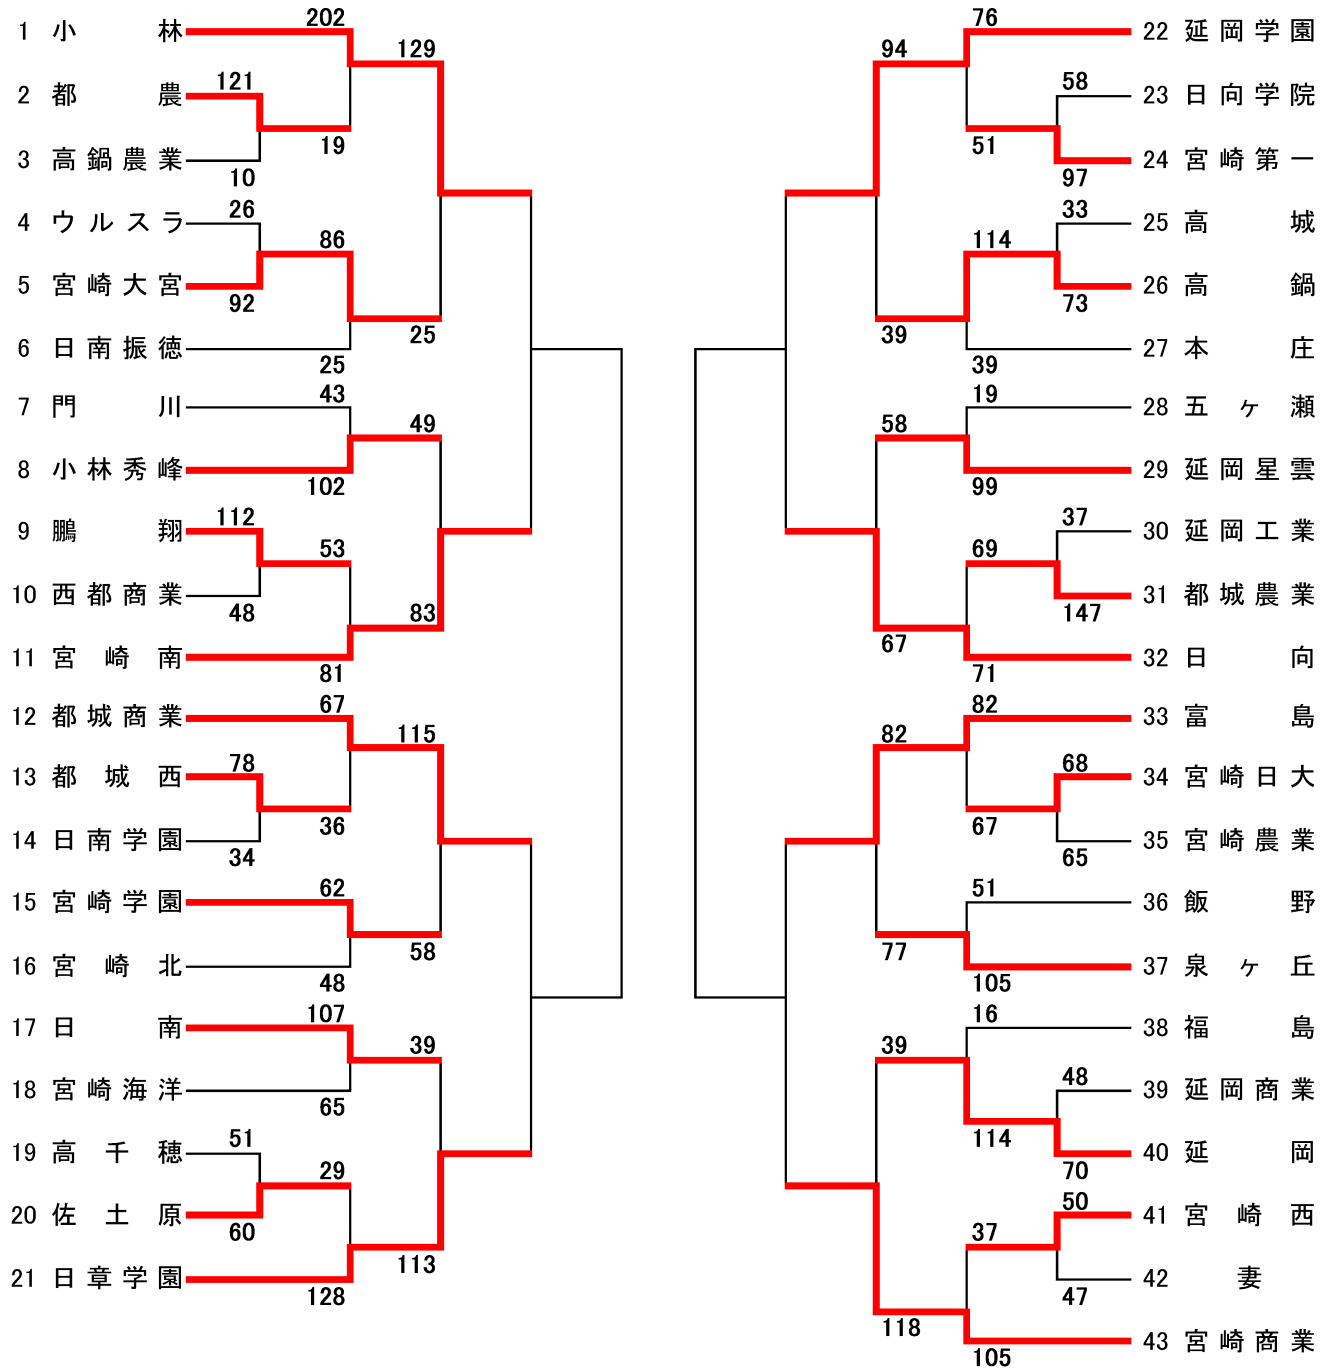 1 小林 202
129
2 都農 121
19
3 高鍋農業 10
4 ウルスラ 26
86
5 宮崎大宮 92
25
6 日南振徳 25
7 門川 43
49
8 小林秀峰 102
9 鵬翔 112
53
10 西都商業 48
83
11 宮崎南 81
12 都城商業 67
115
13 都城西 78
36
14 日南学園 34
15 宮崎学園 62
58
16 宮崎北 48
17 日南 107
39
18 宮崎海洋 65
19 高千穂 51
29
20 佐土原 60
113
21 日章学園 128
76 22 延岡学園
94
58 23 日向学院
51
97 24 宮崎第一
33 25 高城
114
73 26 高鍋
39
39 27 本庄
19 28 五ヶ瀬
58
99 29 延岡星雲
37 30 延岡工業
69
147 31 都城農業
67
71 32 日向
82 33 富島
82
68 34 宮崎日大
67
65 35 宮崎農業
51 36 飯野
77
105 37 泉ヶ丘
16 38 福島
39
48 39 延岡商業
114
70 40 延岡
50 41 宮崎西
37
47 42 妻
118
105 43 宮崎商業